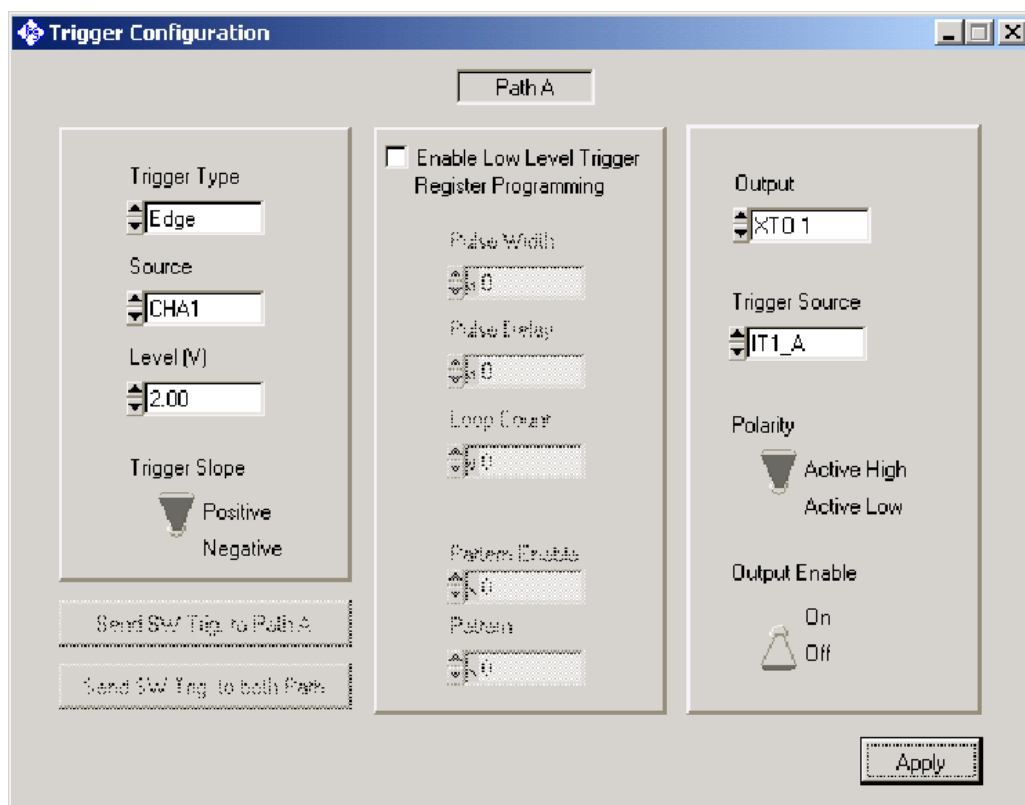 Trigger Configuration
Path A
Trigger Type
Edge
Source
CHA1
Level (V)
2.00
Trigger Slope
Positive
Negative
Send SW Trig. to Path A
Send SW Trig. to both Path
Enable Low Level Trigger
Register Programming
Pulse Width
x 0
Pulse Delay
x 0
Loop Count
0
Pattern Enable
x 0
Pattern
x 0
Output
XTO 1
Trigger Source
IT1_A
Polarity
Active High
Active Low
Output Enable
On
Off
Apply